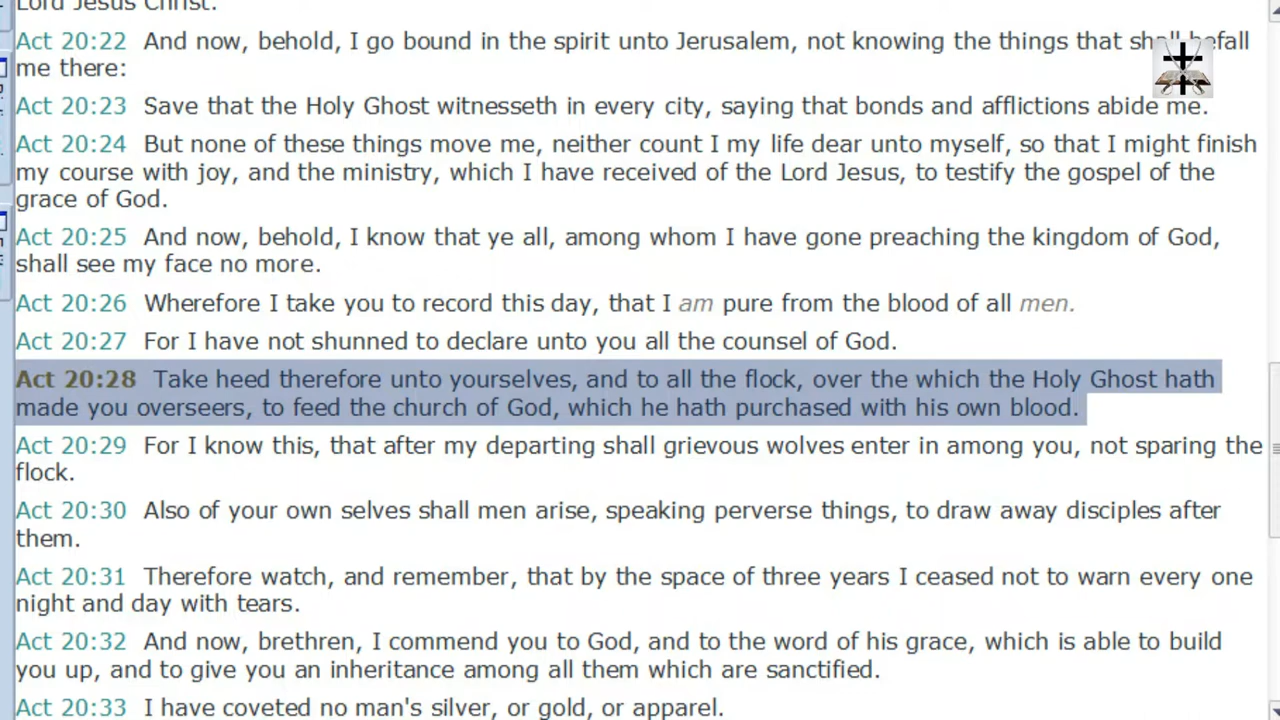 Lord Jesus Christ.
Act 20:22 And now, behold, I go bound in the spirit unto Jerusalem, not knowing the things that shall befall
me there:
Act 20:23 Save that the Holy Ghost witnesseth in every city, saying that bonds and afflictions abide me.
Act 20:24 But none of these things move me, neither count I my life dear unto myself, so that I might finish
my course with joy, and the ministry, which I have received of the Lord Jesus, to testify the gospel of the
grace of God.
Act 20:25 And now, behold, I know that ye all, among whom I have gone preaching the kingdom of God,
shall see my face no more.
Act 20:26 Wherefore I take you to record this day, that I am pure from the blood of all men.
Act 20:27 For I have not shunned to declare unto you all the counsel of God.
Act 20:28 Take heed therefore unto yourselves, and to all the flock, over the which the Holy Ghost hath
made you overseers, to feed the church of God, which he hath purchased with his own blood.
Act 20:29 For I know this, that after my departing shall grievous wolves enter in among you, not sparing the
flock.
Act 20:30 Also of your own selves shall men arise, speaking perverse things, to draw away disciples after
them.
Act 20:31 Therefore watch, and remember, that by the space of three years I ceased not to warn every one
night and day with tears.
Act 20:32 And now, brethren, I commend you to God, and to the word of his grace, which is able to build
you up, and to give you an inheritance among all them which are sanctified.
Act 20:33 I have coveted no man's silver, or gold, or apparel.